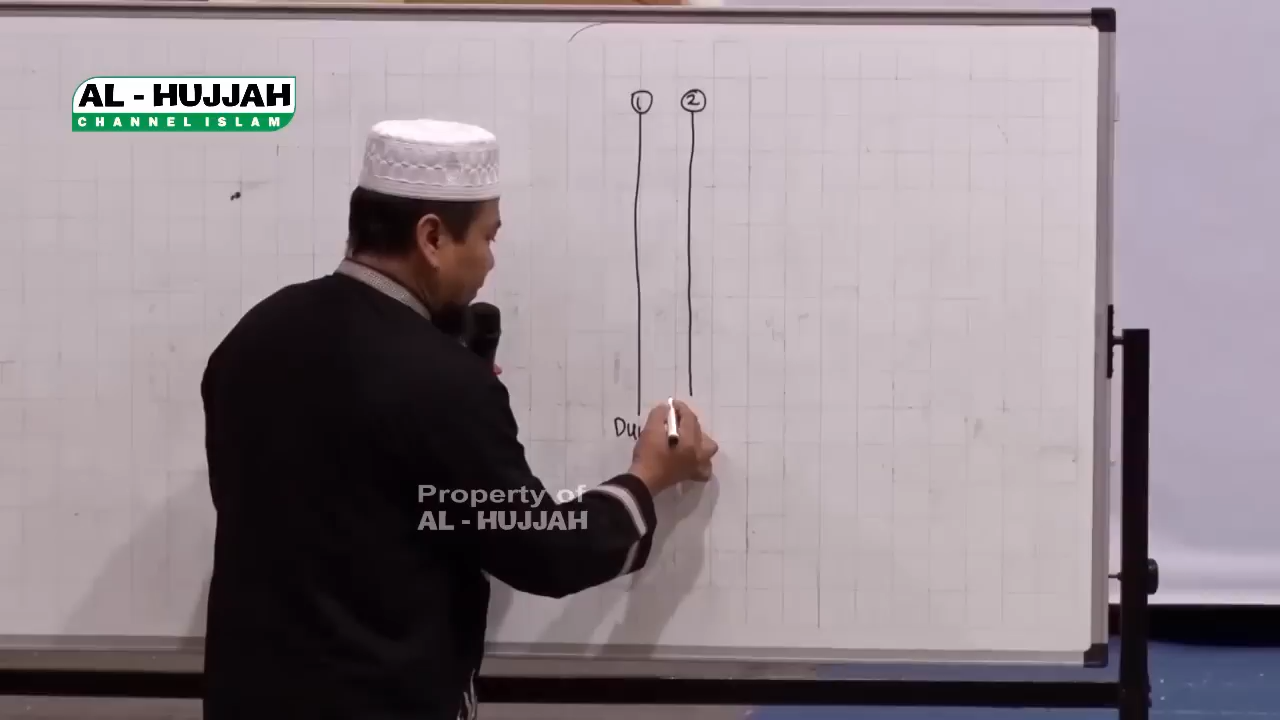 AL - HUJJAH
CHANNEL ISLAM
1 2
Property of
AL - HUJJAH